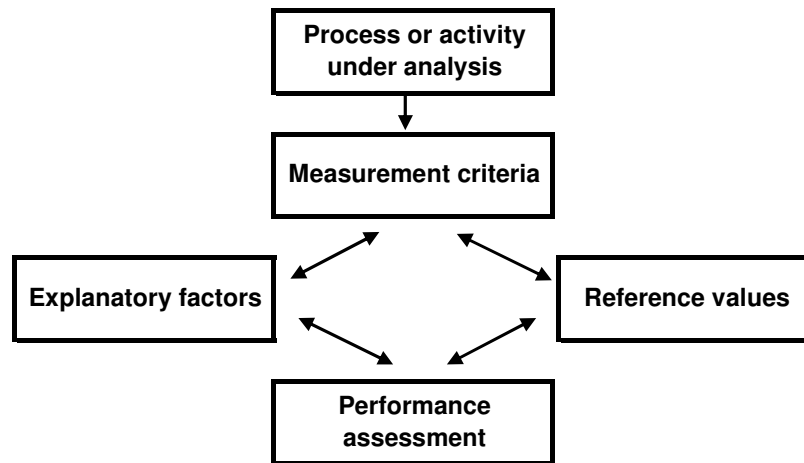 Process or activity
under analysis
Measurement criteria
Explanatory factors
Reference values
Performance
assessment